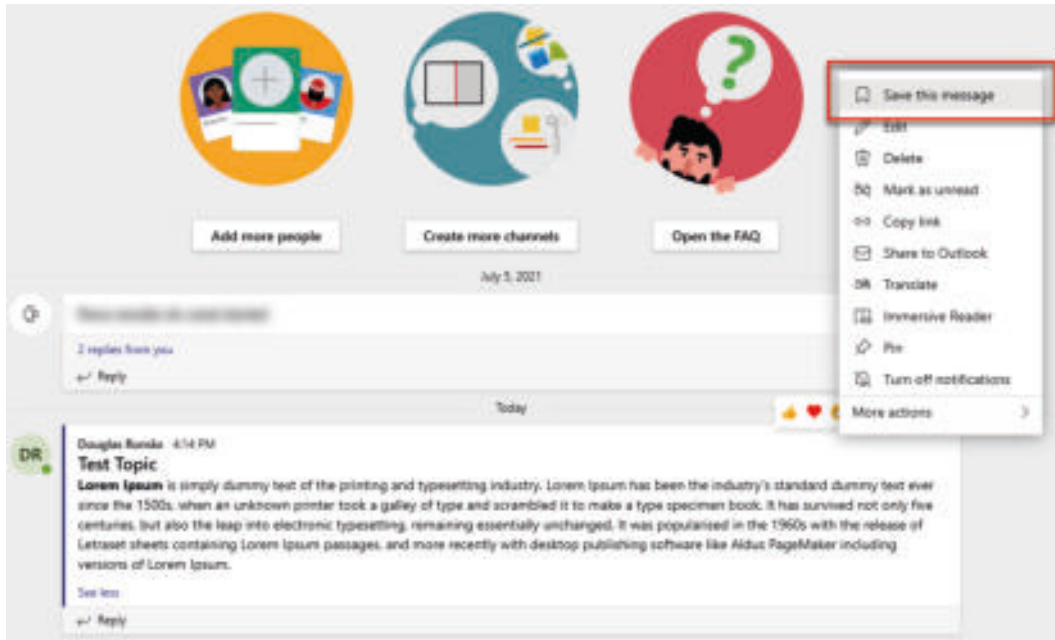 Save this message
Edit
Delete
Mark as unread
Copy link
Share to Outlook
Translate
Immersive Reader
Pin
Turn off notifications
More actions
Add more people
Create more channels
Open the FAQ
July 5, 2021
2 replies from you
Reply
Today
DR
Douglas 4:14 PM
Test Topic
Lorem Ipsum is simply dummy text of the printing and typesetting industry. Lorem Ipsum has been the industry's standard dummy text ever
since the 1500s, when an unknown printer took a galley of type and scrambled it to make a type specimen book. It has survived not only five
centuries, but also the leap into electronic typesetting, remaining essentially unchanged. It was popularised in the 1960s with the release of
Letraset sheets containing Lorem Ipsum passages, and more recently with desktop publishing software like Aldus PageMaker including
versions of Lorem Ipsum.
See less
Reply